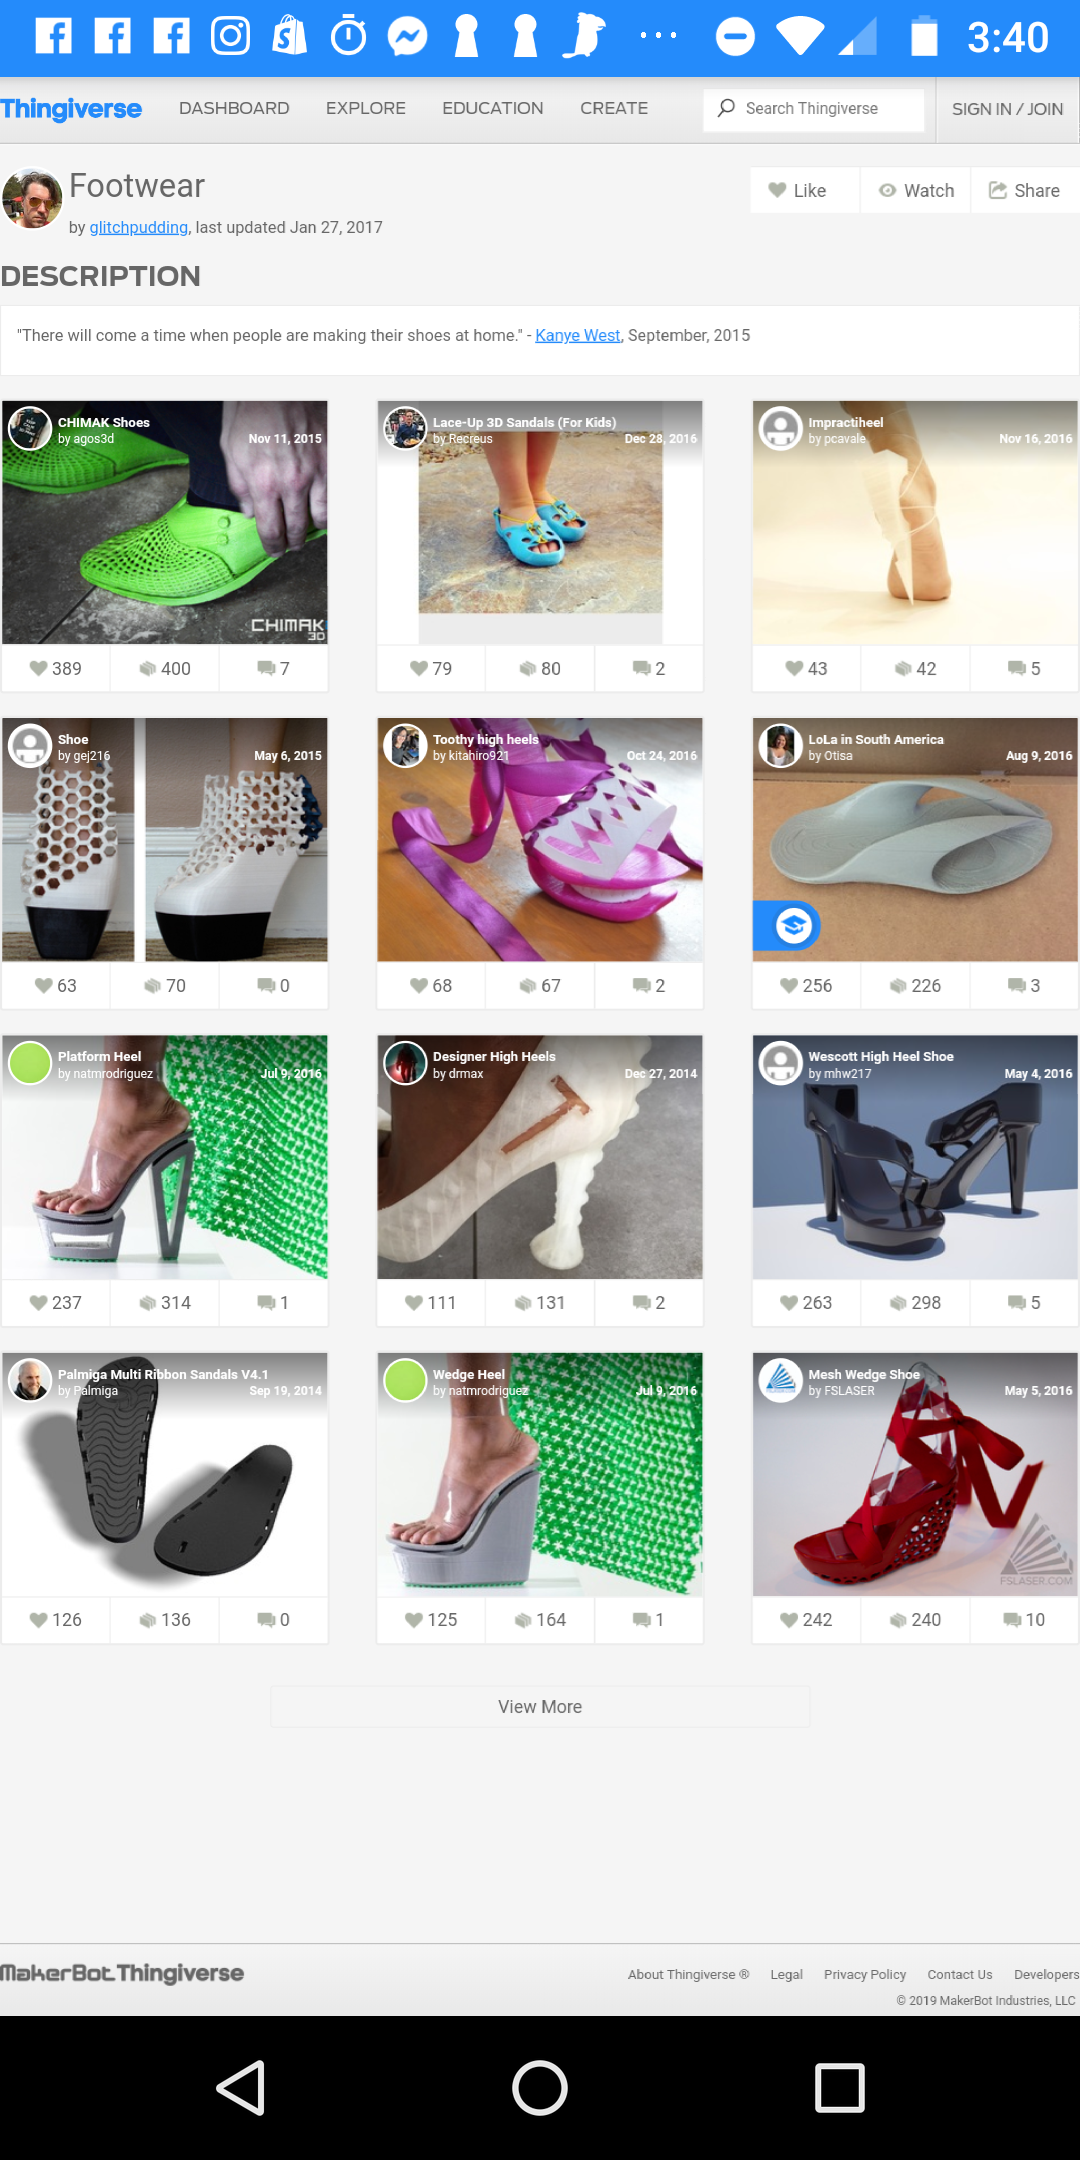 3:40
Thingiverse DASHBOARD EXPLORE EDUCATION CREATE Search Thingiverse SIGN IN / JOIN
Footwear
Like Watch Share
by glitchpudding, last updated Jan 27, 2017
DESCRIPTION
"There will come a time when people are making their shoes at home." - Kanye West, September, 2015
CHIMAK Shoes
by agos3d Nov 11, 2015
CHIMAK
3D
389 400 7
Lace-Up 3D Sandals (For Kids)
by Recreus Dec 28, 2016
79 80 2
Impractiheel
by pcavale Nov 16, 2016
43 42 5
Shoe
by gej216 May 6, 2015
63 70 0
Toothy high heels
by kitahiro921 Oct 24, 2016
68 67 2
LoLa in South America
by Otisa Aug 9, 2016
256 226 3
Platform Heel
by natmrodriguez Jul 9, 2016
237 314 1
Designer High Heels
by drmax Dec 27, 2014
111 131 2
Wescott High Heel Shoe
by mhw217 May 4, 2016
263 298 5
Palmiga Multi Ribbon Sandals V4.1
by Palmiga Sep 19, 2014
126 136 0
Wedge Heel
by natmrodriguez Jul 9, 2016
125 164 1
Mesh Wedge Shoe
by FSLASER May 5, 2016
FSLASER.COM
242 240 10
View More
MakerBot Thingiverse
About Thingiverse ® Legal Privacy Policy Contact Us Developers
© 2019 MakerBot Industries, LLC